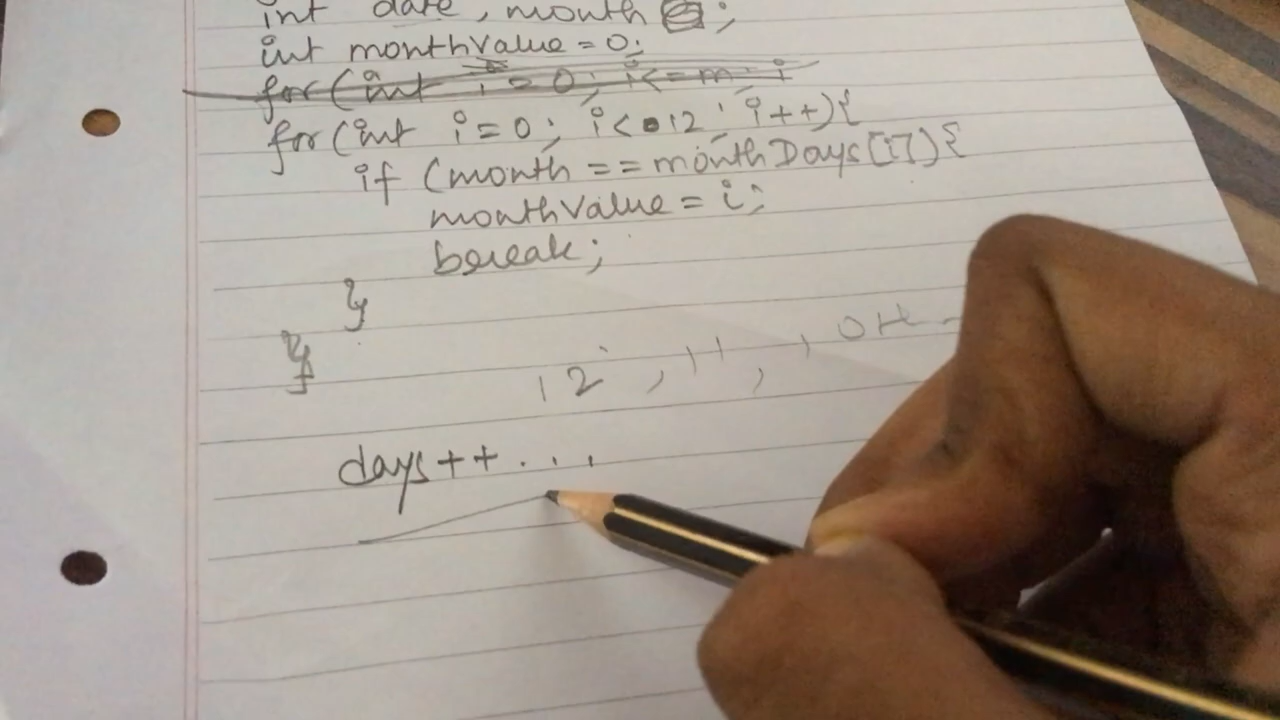 int date, month ;
int monthValue = 0;
for (int i = 0; i <= m; i
for (int i = 0; i < 12; i++){
if (month == monthDays[i]){
monthValue = i;
break;
}
}
12, 11,
days++...